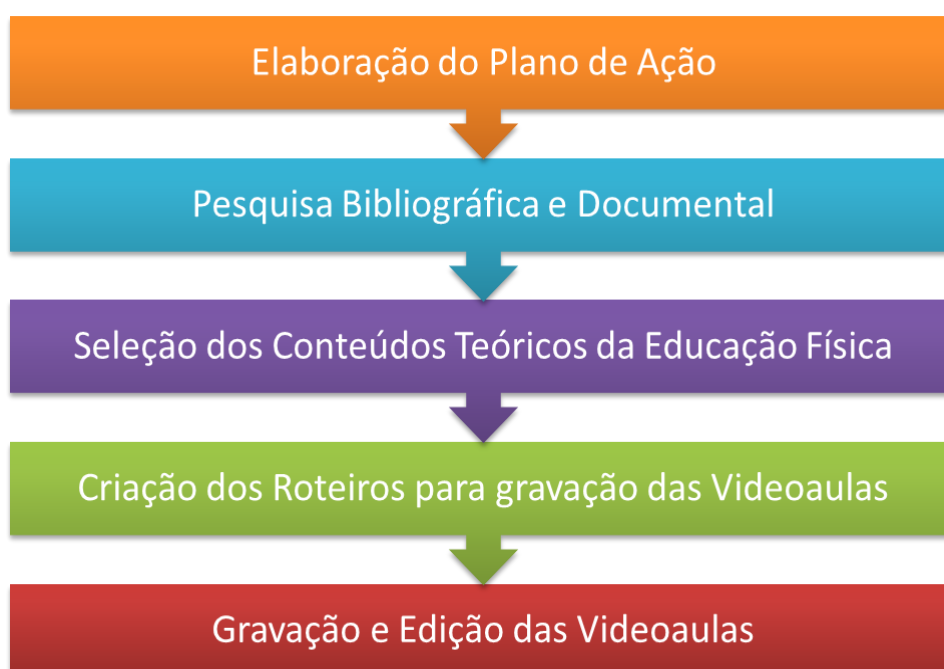 Elaboração do Plano de Ação
Pesquisa Bibliográfica e Documental
Seleção dos Conteúdos Teóricos da Educação Física
Criação dos Roteiros para gravação das Videoaulas
Gravação e Edição das Videoaulas